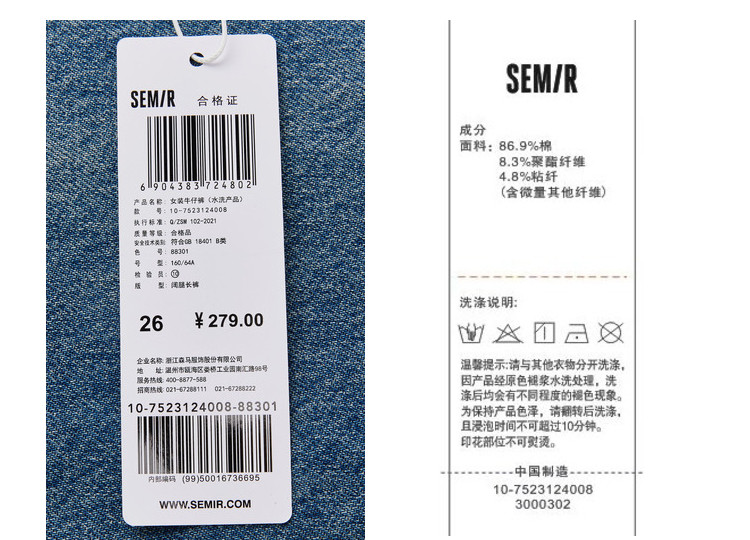 SEM/R 合格证
6 904383 724802
产品名称: 女装牛仔裤（水洗产品）
款 号: 10-7523124008
执行标准: Q/ZSM 102-2021
质量等级: 合格品
安全技术类别: 符合GB 18401 B类
色 号: 88301
号 型: 160/64A
检 验 员: ⑩
版 型: 阔腿长裤
26 ¥279.00
企业名称: 浙江森马服饰股份有限公司
地 址: 温州市瓯海区娄桥工业园南汇路98号
服务热线: 400-8877-588
招商热线: 021-67288111 021-67288222
10-7523124008-88301
内部编码 (99)50016736695
WWW.SEMIR.COM
SEM/R
成分
面料: 86.9%棉
8.3%聚酯纤维
4.8%粘纤
(含微量其他纤维)
洗涤说明:
温馨提示:请与其他衣物分开洗涤,
因产品经原色褪浆水洗处理，洗
涤后均会有不同程度的褪色现象。
为保持产品色泽，请翻转后洗涤，
且浸泡时间不可超过10分钟。
印花部位不可熨烫。
中国制造
10-7523124008
3000302